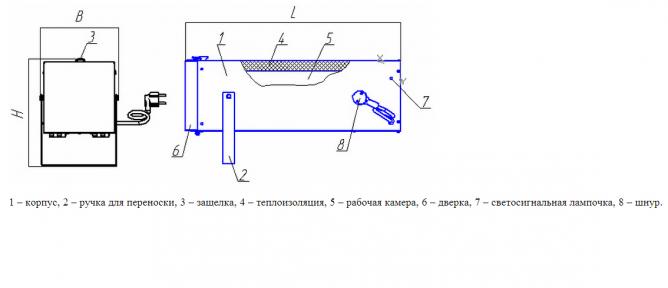 B
3
H
L
1
4
5
X
Y
7
6
2
8
1 – корпус, 2 – ручка для переноски, 3 – защелка, 4 – теплоизоляция, 5 – рабочая камера, 6 – дверка, 7 – светосигнальная лампочка, 8 – шнур.